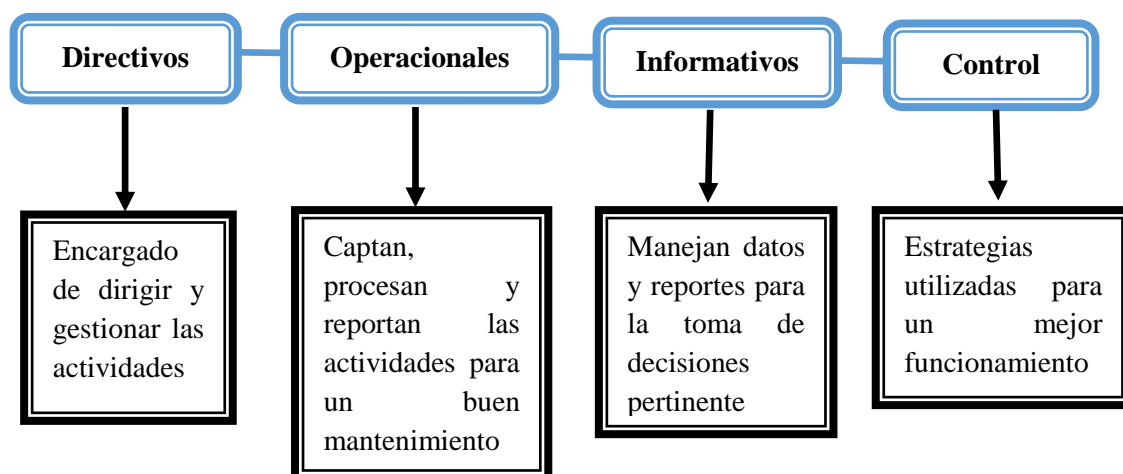 Directivos
Operacionales
Informativos
Control
Encargado
de dirigir y
gestionar las
actividades
Captan,
procesan y
reportan las
actividades para
un buen
mantenimiento
Manejan datos
y reportes para
la toma de
decisiones
pertinente
Estrategias
utilizadas para
un mejor
funcionamiento